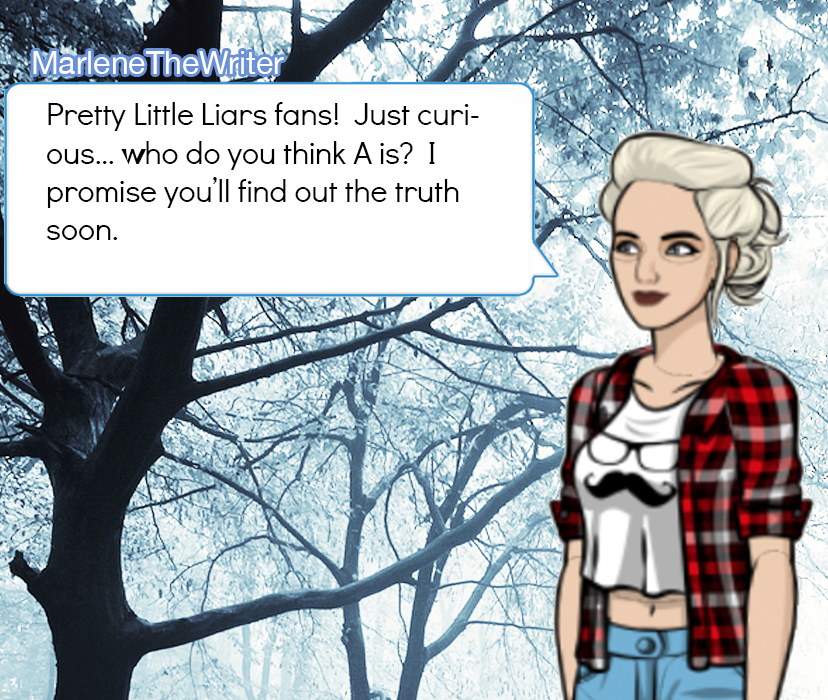 MarleneTheWriter
Pretty Little Liars fans!  Just curi-
ous... who do you think A is?  I
promise you'll find out the truth
soon.